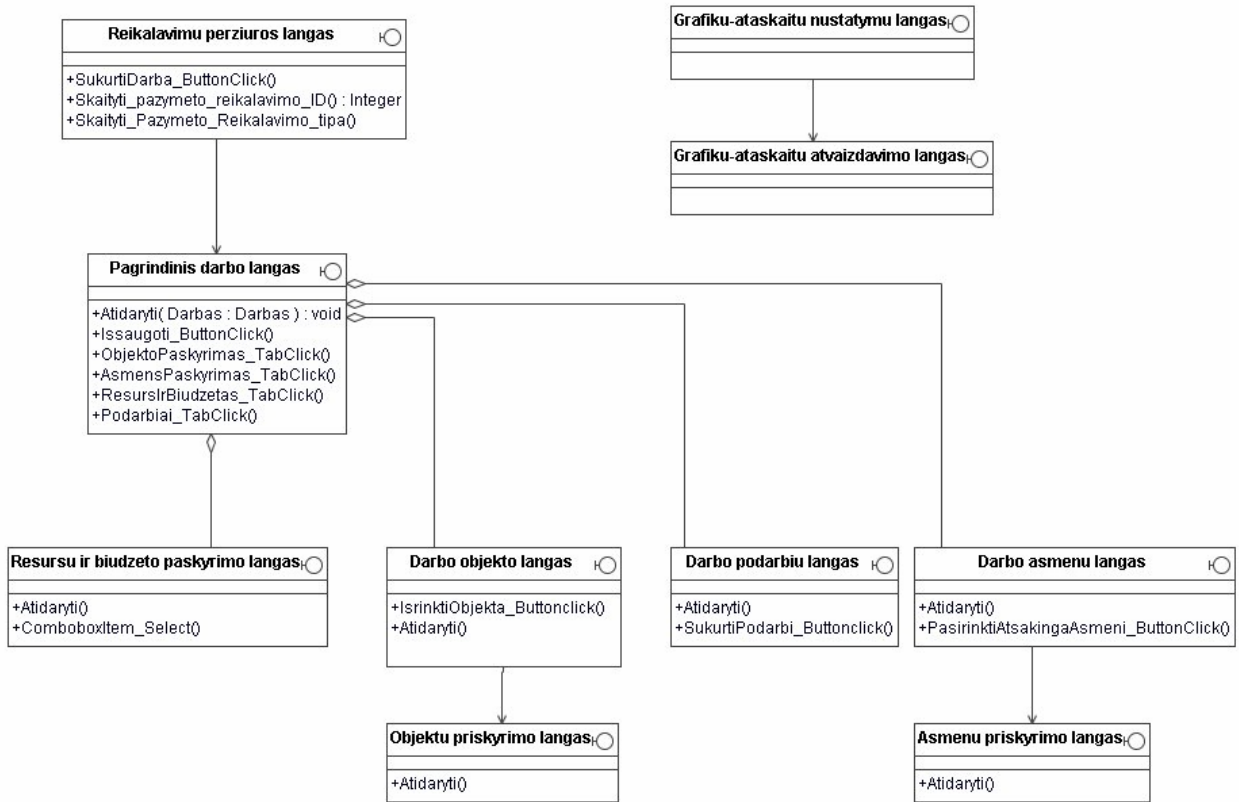 Reikalavimu perziuros langas
+SukurtiDarba_ButtonClick()
+Skaityti_pazymeto_reikalavimo_ID() : Integer
+Skaityti_Pazymeto_Reikalavimo_tipa()
Grafiku-ataskaitu nustatymu langas
Grafiku-ataskaitu atvaizdavimo langas
Pagrindinis darbo langas
+Atidaryti( Darbas : Darbas ) : void
+Issaugoti_ButtonClick()
+ObjektoPaskyrimas_TabClick()
+AsmensPaskyrimas_TabClick()
+ResursIrBiudzetas_TabClick()
+Podarbiai_TabClick()
Resursu ir biudzeto paskyrimo langas
+Atidaryti()
+ComboboxItem_Select()
Darbo objekto langas
+IsrinktiObjekta_Buttonclick()
+Atidaryti()
Darbo podarbiu langas
+Atidaryti()
+SukurtiPodarbi_Buttonclick()
Darbo asmenu langas
+Atidaryti()
+PasirinktiAtsakingaAsmeni_ButtonClick()
Objektu priskyrimo langas
+Atidaryti()
Asmenu priskyrimo langas
+Atidaryti()